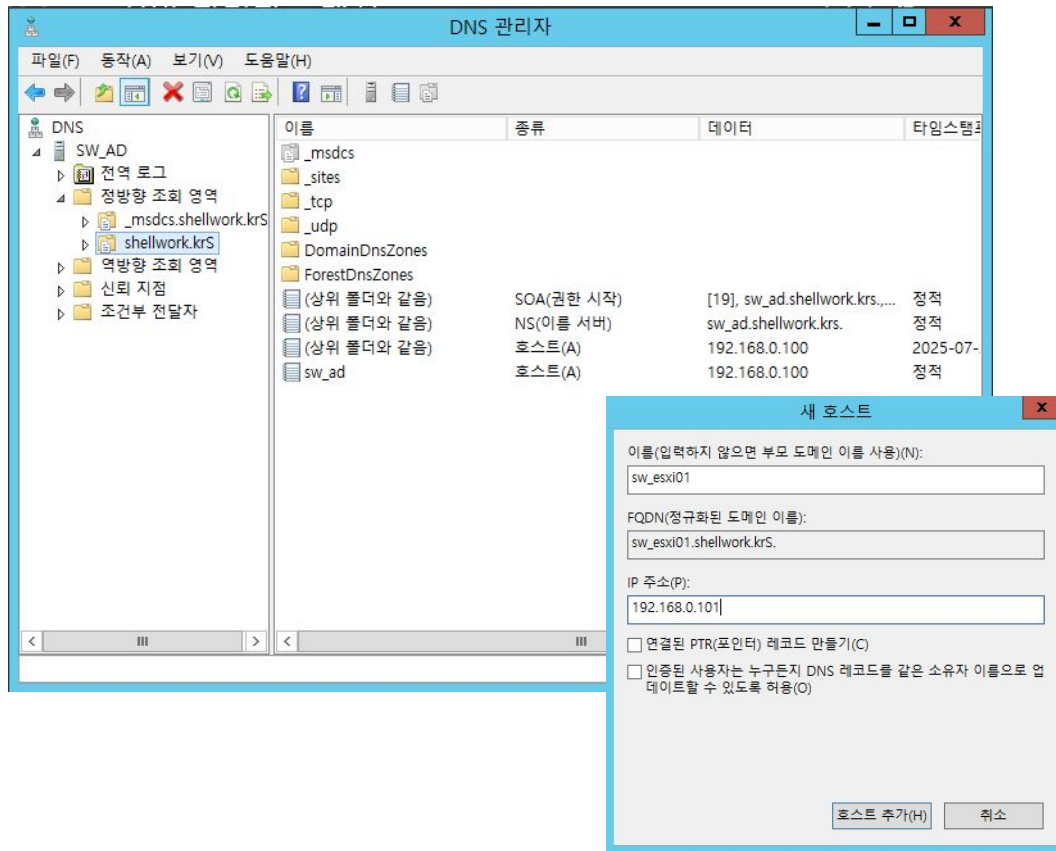 DNS 관리자
파일(F) 동작(A) 보기(V) 도움말(H)
DNS
SW_AD
전역 로그
정방향 조회 영역
_msdcs.shellwork.krS
shellwork.krS
역방향 조회 영역
신뢰 지점
조건부 전달자
이름 종류 데이터 타임스탬프
_msdcs
_sites
_tcp
_udp
DomainDnsZones
ForestDnsZones
(상위 폴더와 같음) SOA(권한 시작) [19], sw_ad.shellwork.krs.,... 정적
(상위 폴더와 같음) NS(이름 서버) sw_ad.shellwork.krs. 정적
(상위 폴더와 같음) 호스트(A) 192.168.0.100 2025-07-
sw_ad 호스트(A) 192.168.0.100 정적
새 호스트
이름(입력하지 않으면 부모 도메인 이름 사용)(N):
sw_esxi01
FQDN(정규화된 도메인 이름):
sw_esxi01.shellwork.krS.
IP 주소(P):
192.168.0.101
연결된 PTR(포인터) 레코드 만들기(C)
인증된 사용자는 누구든지 DNS 레코드를 같은 소유자 이름으로 업
데이트할 수 있도록 허용(O)
호스트 추가(H) 취소